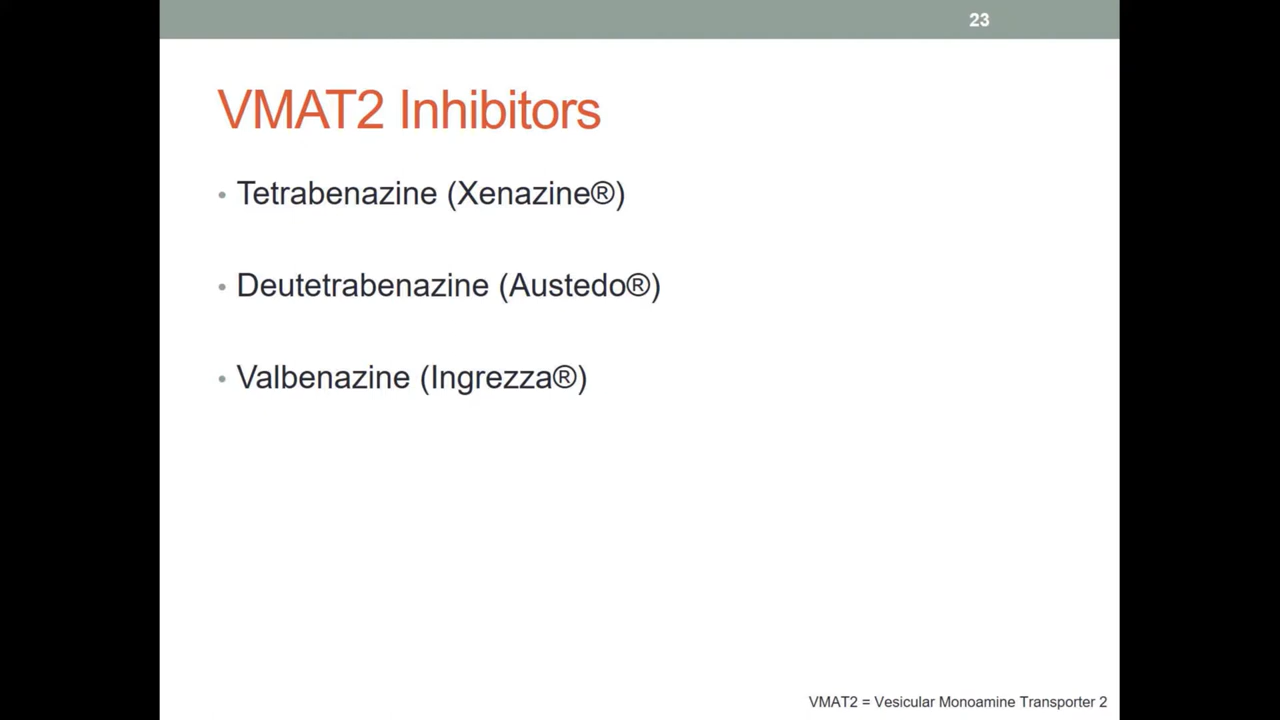 23
VMAT2 Inhibitors
• Tetrabenazine (Xenazine®)
• Deutetrabenazine (Austedo®)
• Valbenazine (Ingrezza®)
VMAT2 = Vesicular Monoamine Transporter 2